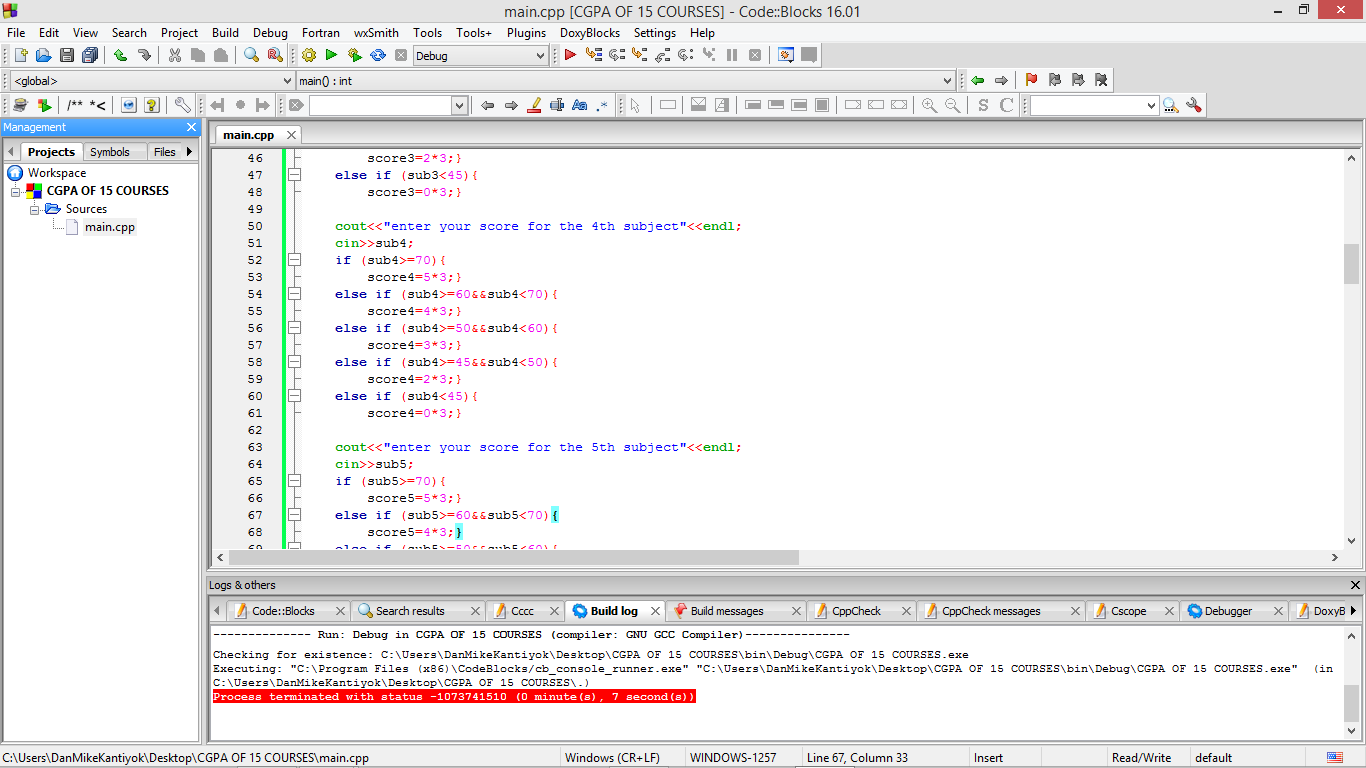 main.cpp [CGPA OF 15 COURSES] - Code::Blocks 16.01
File Edit View Search Project Build Debug Fortran wxSmith Tools Tools+ Plugins DoxyBlocks Settings Help
Debug
<global> main() : int
/** *<
Aa .*
S C
Management
Projects Symbols Files
Workspace
CGPA OF 15 COURSES
Sources
main.cpp
main.cpp
46 score3=2*3;}
47 else if (sub3<45){
48 score3=0*3;}
49
50 cout<<"enter your score for the 4th subject"<<endl;
51 cin>>sub4;
52 if (sub4>=70){
53 score4=5*3;}
54 else if (sub4>=60&&sub4<70){
55 score4=4*3;}
56 else if (sub4>=50&&sub4<60){
57 score4=3*3;}
58 else if (sub4>=45&&sub4<50){
59 score4=2*3;}
60 else if (sub4<45){
61 score4=0*3;}
62
63 cout<<"enter your score for the 5th subject"<<endl;
64 cin>>sub5;
65 if (sub5>=70){
66 score5=5*3;}
67 else if (sub5>=60&&sub5<70){
68 score5=4*3;}
69 else if (sub5>=50&&sub5<60){
Logs & others
Code::Blocks Search results Cccc Build log Build messages CppCheck CppCheck messages Cscope Debugger DoxyB
-------------- Run: Debug in CGPA OF 15 COURSES (compiler: GNU GCC Compiler)---------------
Checking for existence: C:\Users\DanMikeKantiyok\Desktop\CGPA OF 15 COURSES\bin\Debug\CGPA OF 15 COURSES.exe
Executing: "C:\Program Files (x86)\CodeBlocks/cb_console_runner.exe" "C:\Users\DanMikeKantiyok\Desktop\CGPA OF 15 COURSES\bin\Debug\CGPA OF 15 COURSES.exe" (in
C:\Users\DanMikeKantiyok\Desktop\CGPA OF 15 COURSES\.)
Process terminated with status -1073741510 (0 minute(s), 7 second(s))
C:\Users\DanMikeKantiyok\Desktop\CGPA OF 15 COURSES\main.cpp Windows (CR+LF) WINDOWS-1257 Line 67, Column 33 Insert Read/Write default